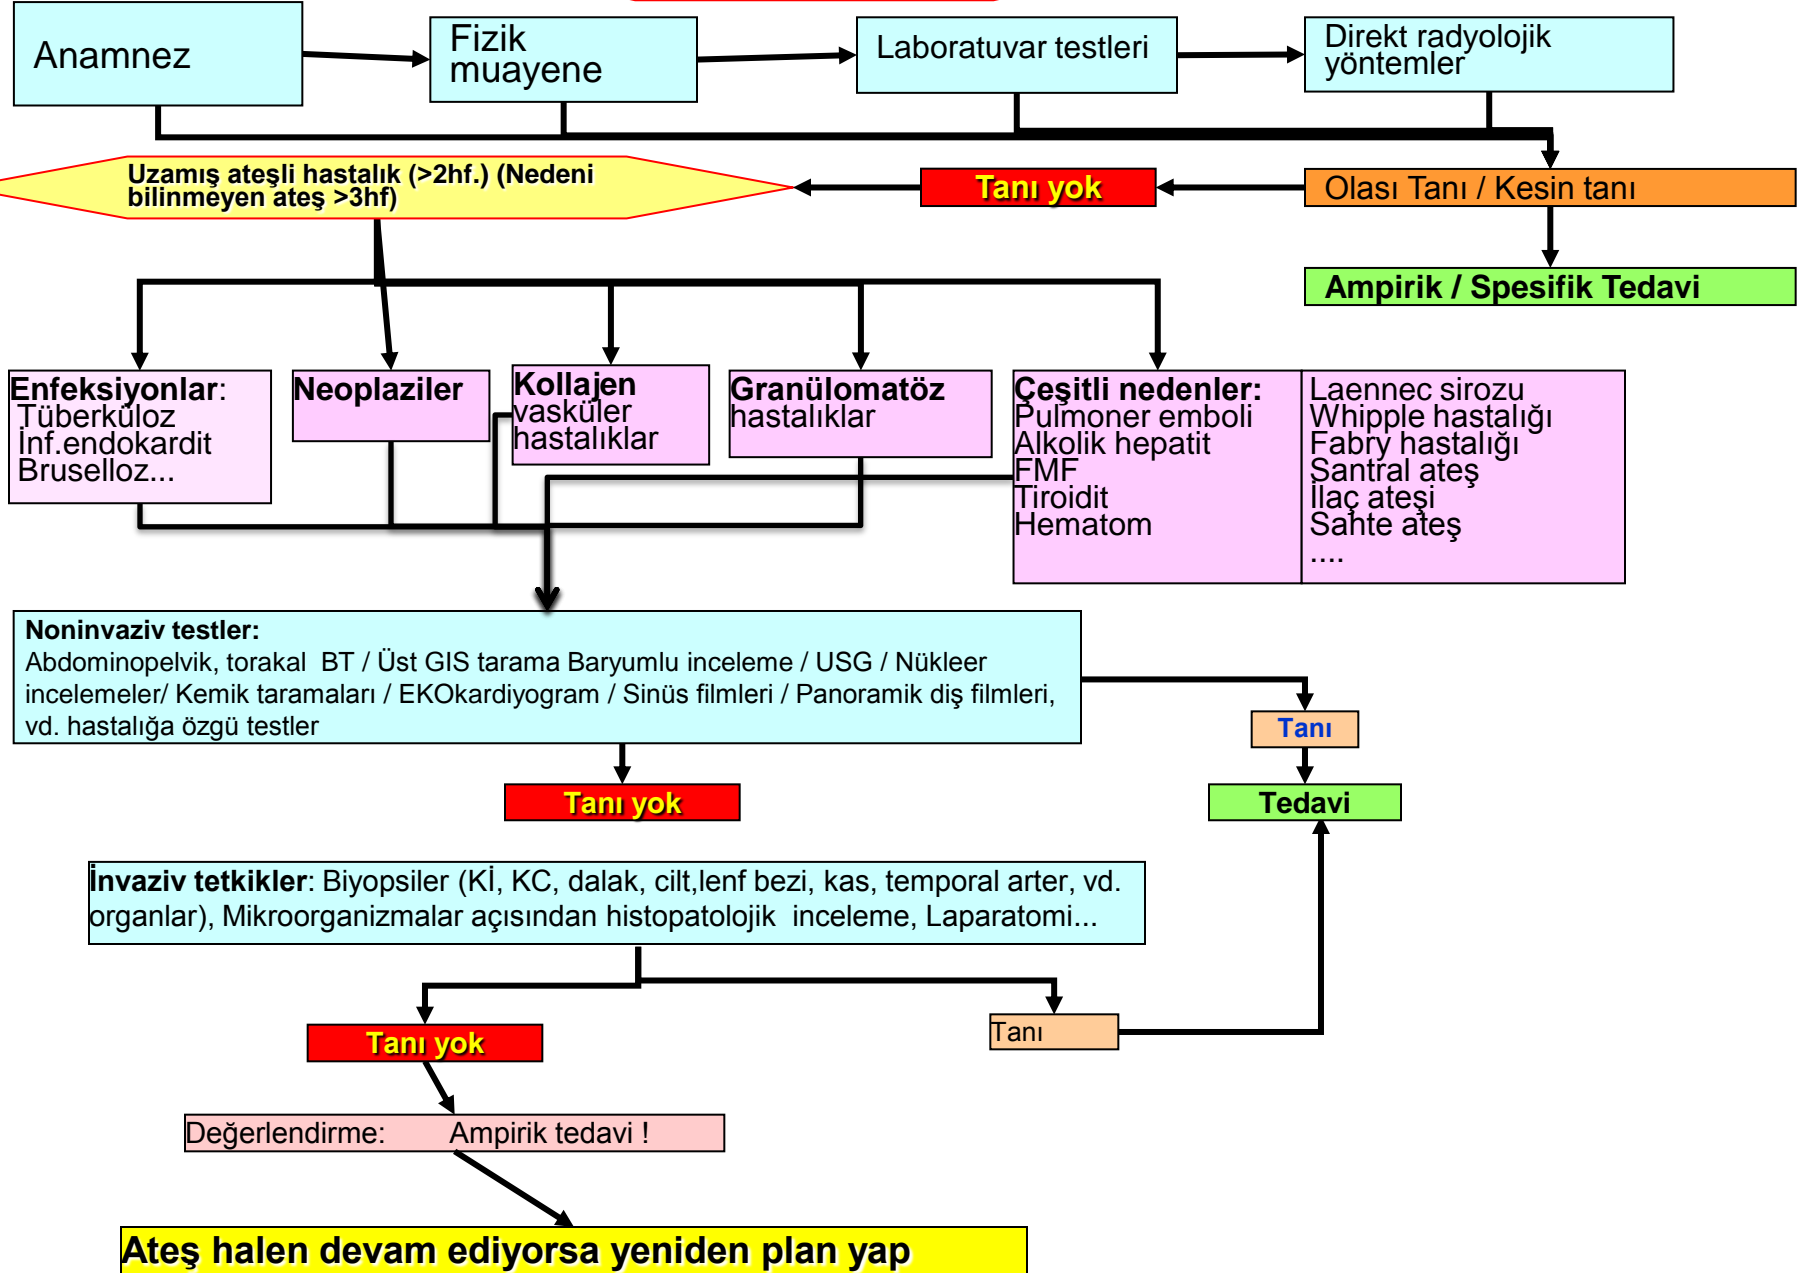 Anamnez
Fizik
muayene
Laboratuvar testleri
Direkt radyolojik
yöntemler
Uzamış ateşli hastalık (>2hf.) (Nedeni
bilinmeyen ateş >3hf)
Tanı yok
Olası Tanı / Kesin tanı
Ampirik / Spesifik Tedavi
Enfeksiyonlar:
Tüberküloz
İnf.endokardit
Bruselloz...
Neoplaziler
Kollajen
vasküler
hastalıklar
Granülomatöz
hastalıklar
Çeşitli nedenler:
Pulmoner emboli
Alkolik hepatit
FMF
Tiroidit
Hematom
Laennec sirozu
Whipple hastalığı
Fabry hastalığı
Santral ateş
İlaç ateşi
Sahte ateş
....
Noninvaziv testler:
Abdominopelvik, torakal  BT / Üst GIS tarama Baryumlu inceleme / USG / Nükleer
incelemeler/ Kemik taramaları / EKOkardiyogram / Sinüs filmleri / Panoramik diş filmleri,
vd. hastalığa özgü testler
Tanı
Tanı yok
Tedavi
İnvaziv tetkikler: Biyopsiler (Kİ, KC, dalak, cilt,lenf bezi, kas, temporal arter, vd.
organlar), Mikroorganizmalar açısından histopatolojik  inceleme, Laparatomi...
Tanı yok
Tanı
Değerlendirme: Ampirik tedavi !
Ateş halen devam ediyorsa yeniden plan yap